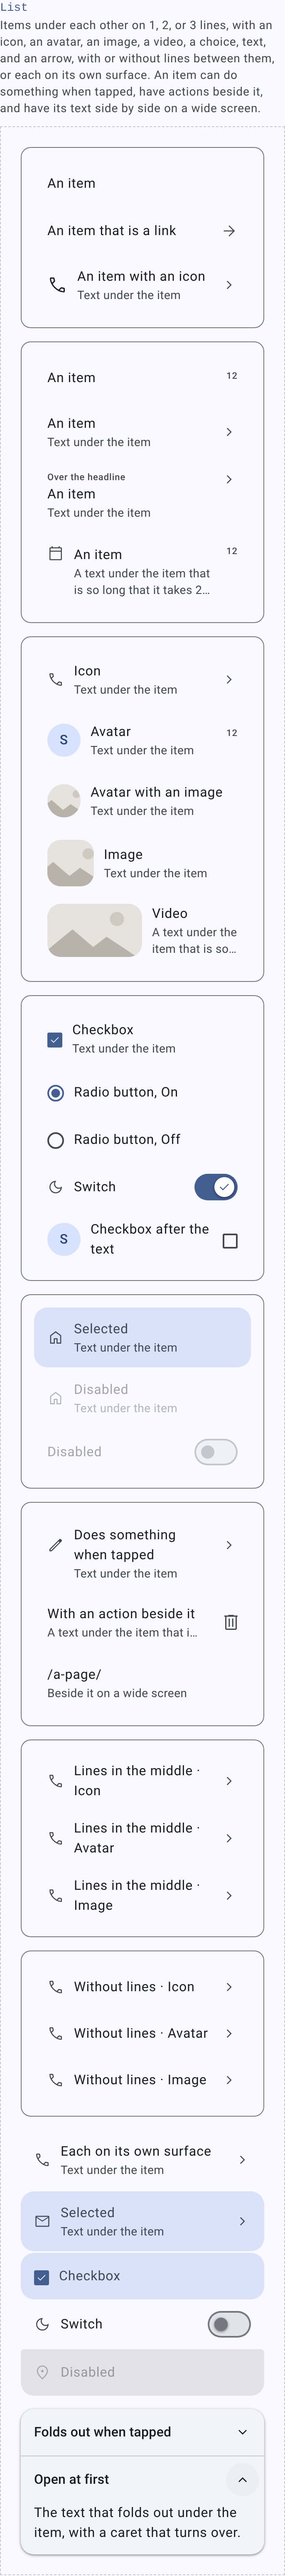 List
Items under each other on 1, 2, or 3 lines, with an
icon, an avatar, an image, a video, a choice, text,
and an arrow, with or without lines between them,
or each on its own surface. An item can do
something when tapped, have actions beside it,
and have its text side by side on a wide screen.
An item
An item that is a link
An item with an icon
Text under the item
An item
12
An item
Text under the item
Over the headline
An item
Text under the item
An item
12
A text under the item that
is so long that it takes 2…
Icon
Text under the item
S
Avatar
12
Text under the item
Avatar with an image
Text under the item
Image
Text under the item
Video
A text under the
item that is so…
Checkbox
Text under the item
Radio button, On
Radio button, Off
Switch
S
Checkbox after the
text
Selected
Text under the item
Disabled
Text under the item
Disabled
Does something
when tapped
Text under the item
With an action beside it
A text under the item that i…
/a-page/
Beside it on a wide screen
Lines in the middle ·
Icon
Lines in the middle ·
Avatar
Lines in the middle ·
Image
Without lines · Icon
Without lines · Avatar
Without lines · Image
Each on its own surface
Text under the item
Selected
Text under the item
Checkbox
Switch
Disabled
Folds out when tapped
Open at first
The text that folds out under the
item, with a caret that turns over.